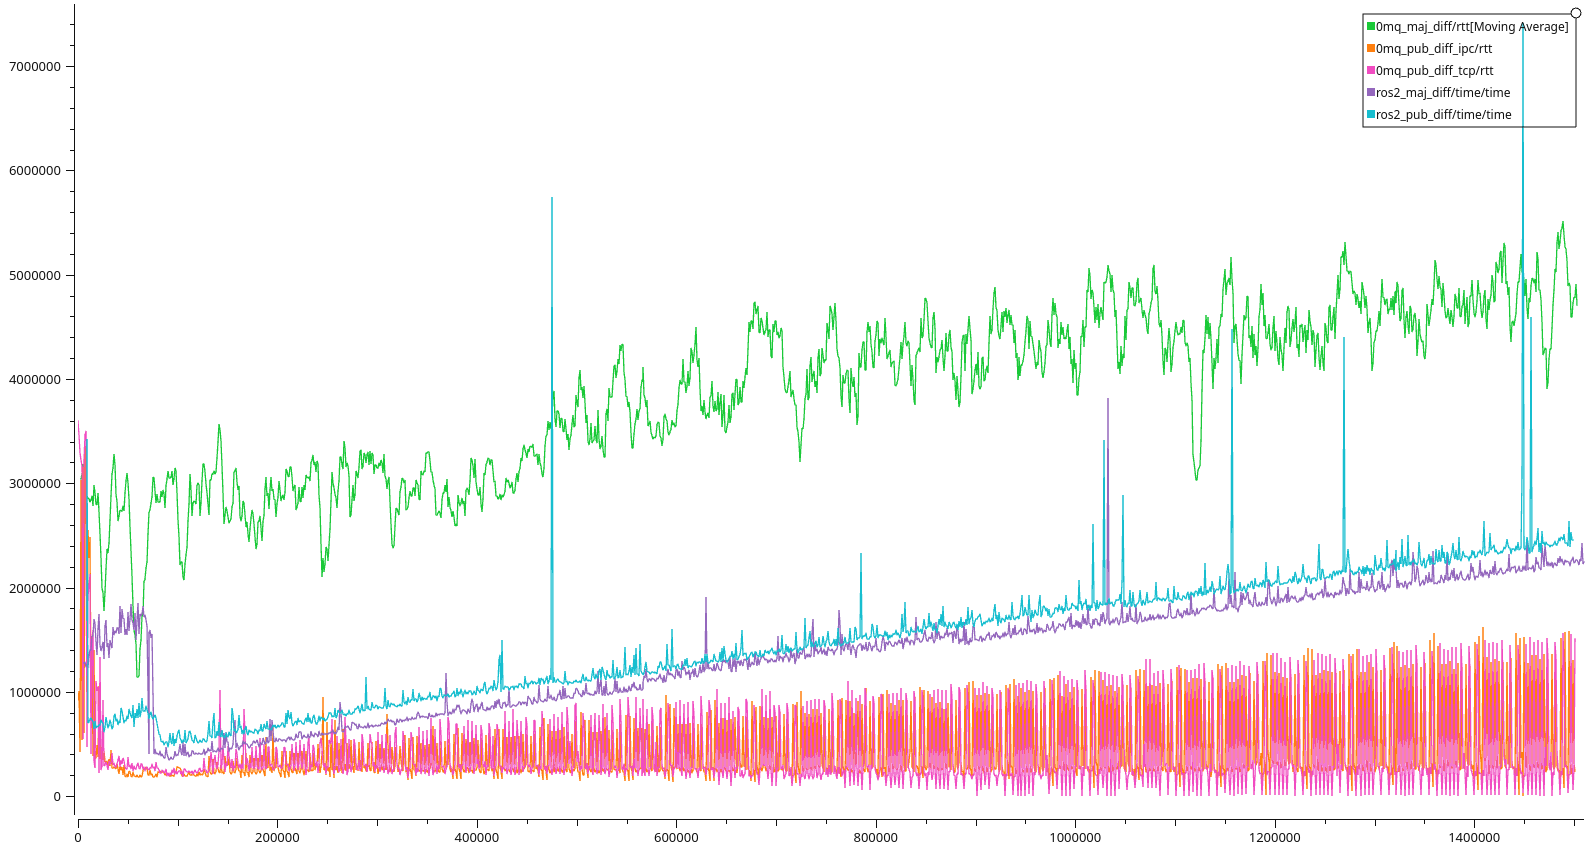 0mq_maj_diff/rtt[Moving Average]
0mq_pub_diff_ipc/rtt
0mq_pub_diff_tcp/rtt
ros2_maj_diff/time/time
ros2_pub_diff/time/time
7000000
6000000
5000000
4000000
3000000
2000000
1000000
0
0 200000 400000 600000 800000 1000000 1200000 1400000